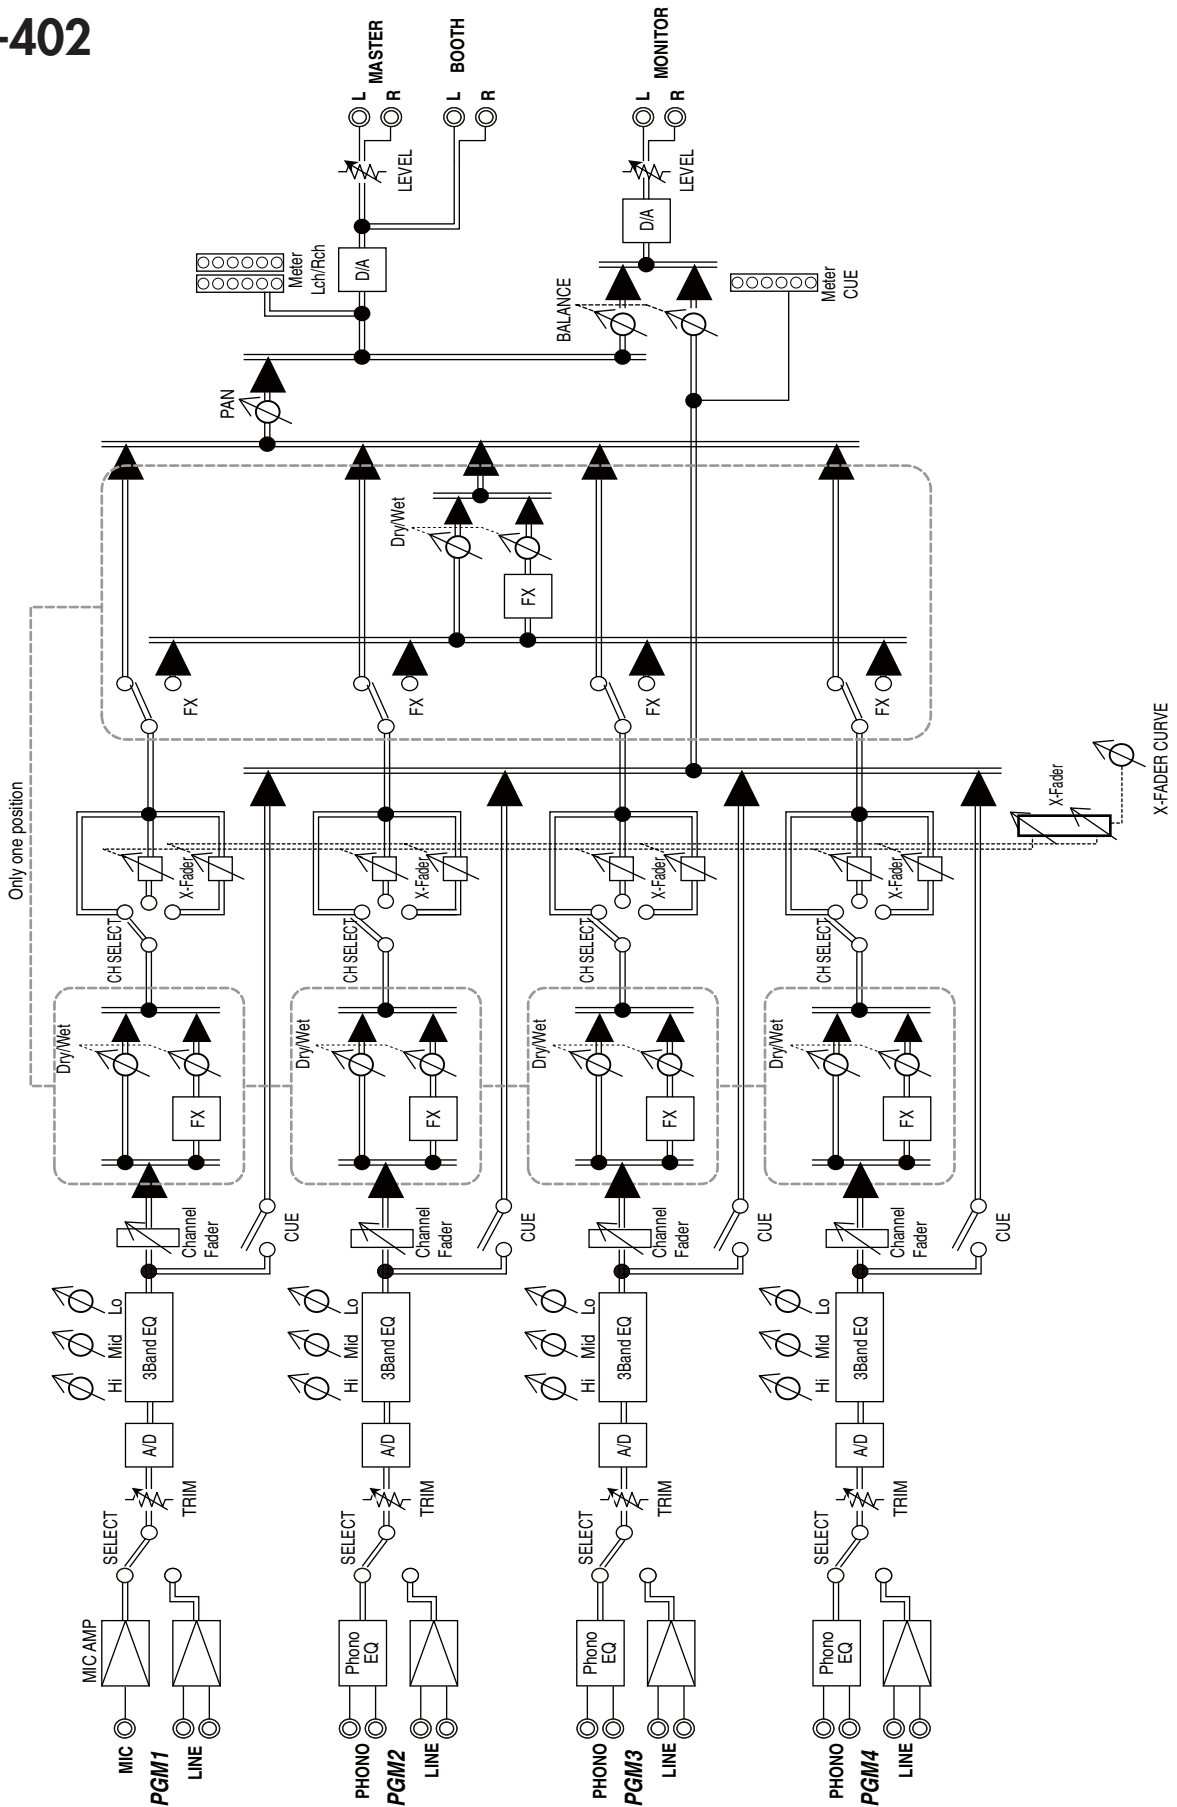 -402
MASTER
L
R
BOOTH
L
R
MONITOR
L
R
LEVEL
LEVEL
Meter
Lch/Rch
D/A
D/A
BALANCE
Meter
CUE
PAN
Only one position
Dry/Wet
FX
FX
FX
FX
FX
X-Fader
X-FADER CURVE
CH SELECT
X-Fader
CH SELECT
X-Fader
CH SELECT
X-Fader
CH SELECT
X-Fader
Dry/Wet
FX
Dry/Wet
FX
Dry/Wet
FX
Dry/Wet
FX
Channel
Fader
CUE
Channel
Fader
CUE
Channel
Fader
CUE
Channel
Fader
CUE
Hi
Mid
Lo
3Band EQ
Hi
Mid
Lo
3Band EQ
Hi
Mid
Lo
3Band EQ
Hi
Mid
Lo
3Band EQ
A/D
A/D
A/D
A/D
SELECT
TRIM
SELECT
TRIM
SELECT
TRIM
SELECT
TRIM
MIC AMP
Phono
EQ
Phono
EQ
Phono
EQ
MIC
PGM1
LINE
PHONO
PGM2
LINE
PHONO
PGM3
LINE
PHONO
PGM4
LINE